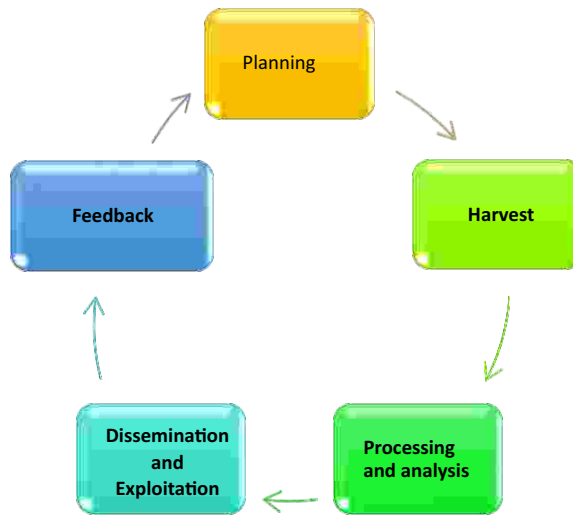 Planning
Harvest
Processing
and analysis
Dissemination
and
Exploitation
Feedback